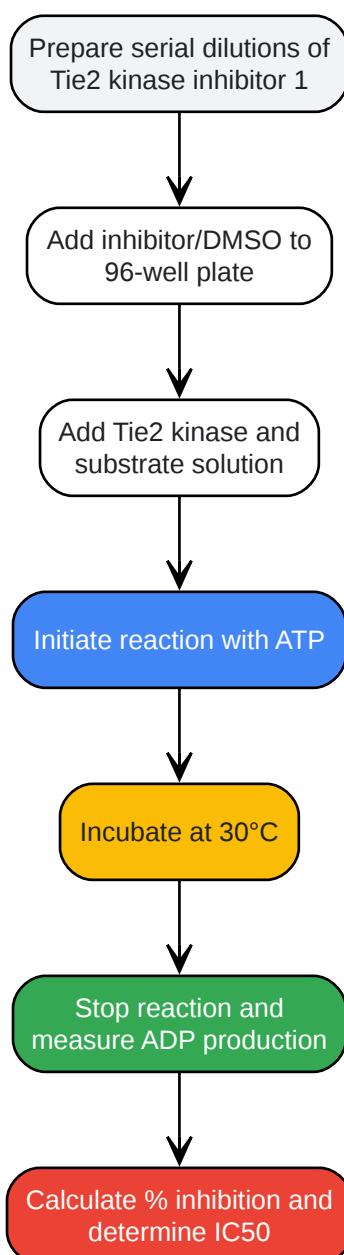 Prepare serial dilutions of
Tie2 kinase inhibitor 1
Add inhibitor/DMSO to
96-well plate
Add Tie2 kinase and
substrate solution
Initiate reaction with ATP
Incubate at 30°C
Stop reaction and
measure ADP production
Calculate % inhibition and
determine IC50